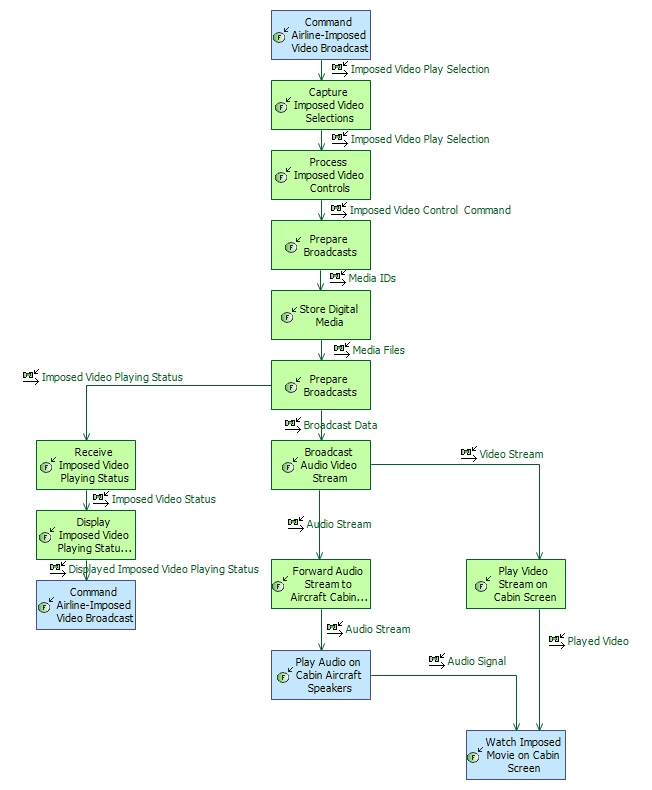 Command
Airline-Imposed
Video Broadcast
Imposed Video Play Selection
Capture
Imposed Video
Selections
Imposed Video Play Selection
Process
Imposed Video
Controls
Imposed Video Control Command
Prepare
Broadcasts
Media IDs
Store Digital
Media
Media Files
Prepare
Broadcasts
Imposed Video Playing Status
Broadcast Data
Receive
Imposed Video
Playing Status
Imposed Video Status
Display
Imposed Video
Playing Statu...
Displayed Imposed Video Playing Status
Command
Airline-Imposed
Video Broadcast
Broadcast
Audio Video
Stream
Video Stream
Audio Stream
Forward Audio
Stream to
Aircraft Cabin...
Audio Stream
Play Video
Stream on
Cabin Screen
Played Video
Play Audio on
Cabin Aircraft
Speakers
Audio Signal
Watch Imposed
Movie on Cabin
Screen